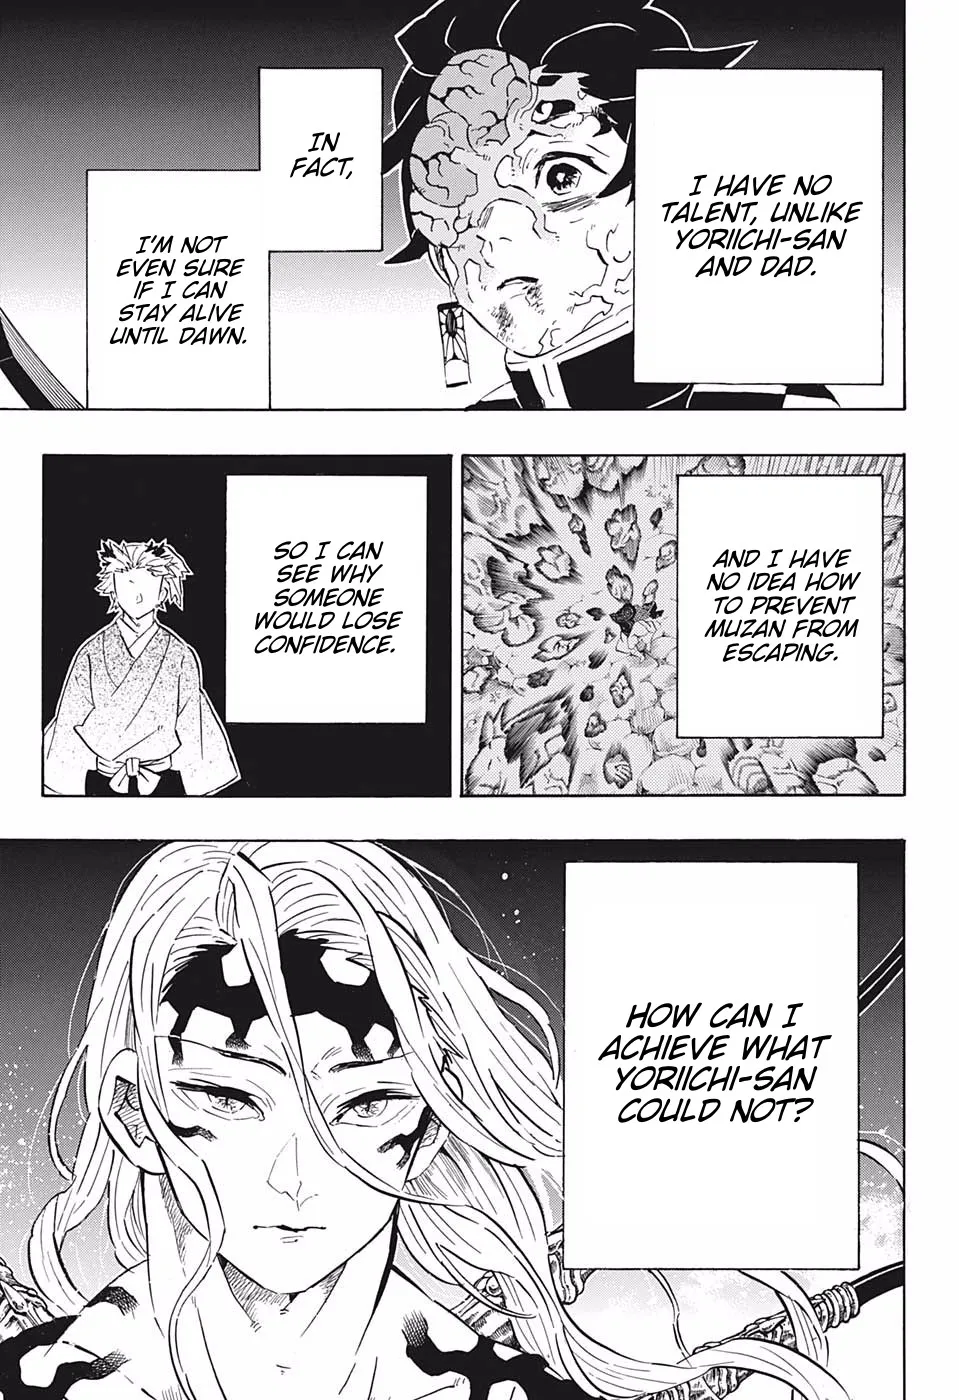 I HAVE NO
TALENT, UNLIKE
YORIICHI-SAN
AND DAD.
IN
FACT,
I'M NOT
EVEN SURE
IF I CAN
STAY ALIVE
UNTIL DAWN.
AND I HAVE
NO IDEA HOW
TO PREVENT
MUZAN FROM
ESCAPING.
SO I CAN
SEE WHY
SOMEONE
WOULD LOSE
CONFIDENCE.
HOW CAN I
ACHIEVE WHAT
YORIICHI-SAN
COULD NOT?